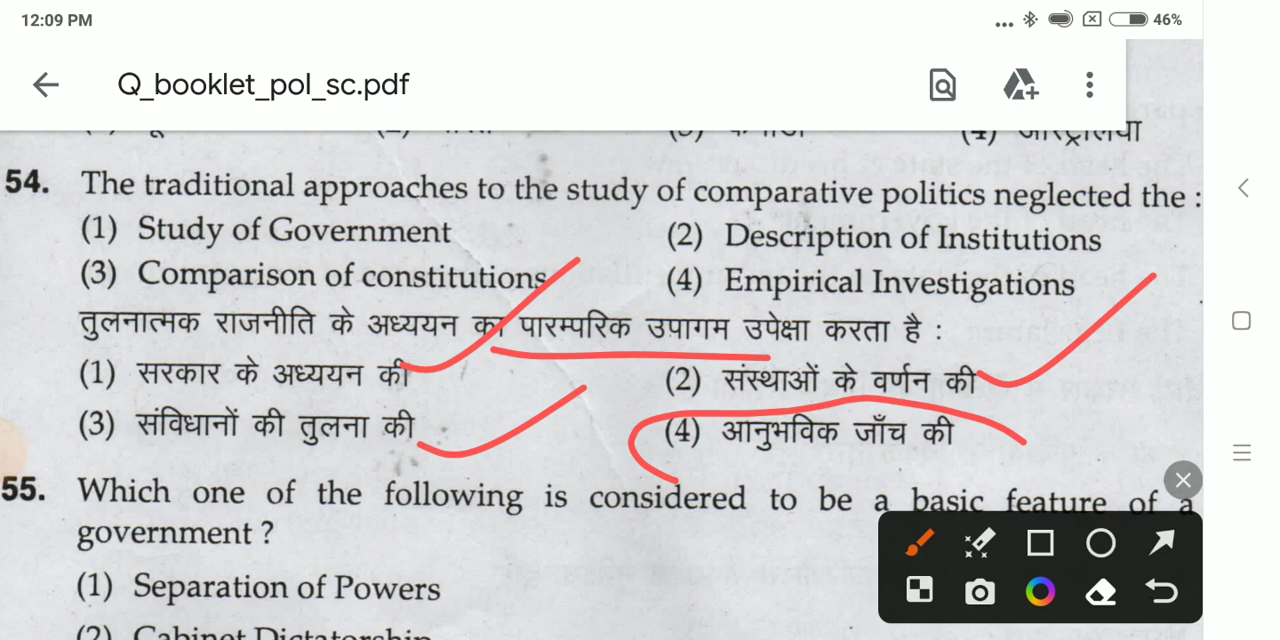 12:09 PM
46%
Q_booklet_pol_sc.pdf
54. The traditional approaches to the study of comparative politics neglected the :
(1) Study of Government (2) Description of Institutions
(3) Comparison of constitutions (4) Empirical Investigations
तुलनात्मक राजनीति के अध्ययन का पारम्परिक उपागम उपेक्षा करता है :
(1) सरकार के अध्ययन की (2) संस्थाओं के वर्णन की
(3) संविधानों की तुलना की (4) आनुभविक जाँच की
55. Which one of the following is considered to be a basic feature of a
government ?
(1) Separation of Powers
(2) Cabinet Dictatorship